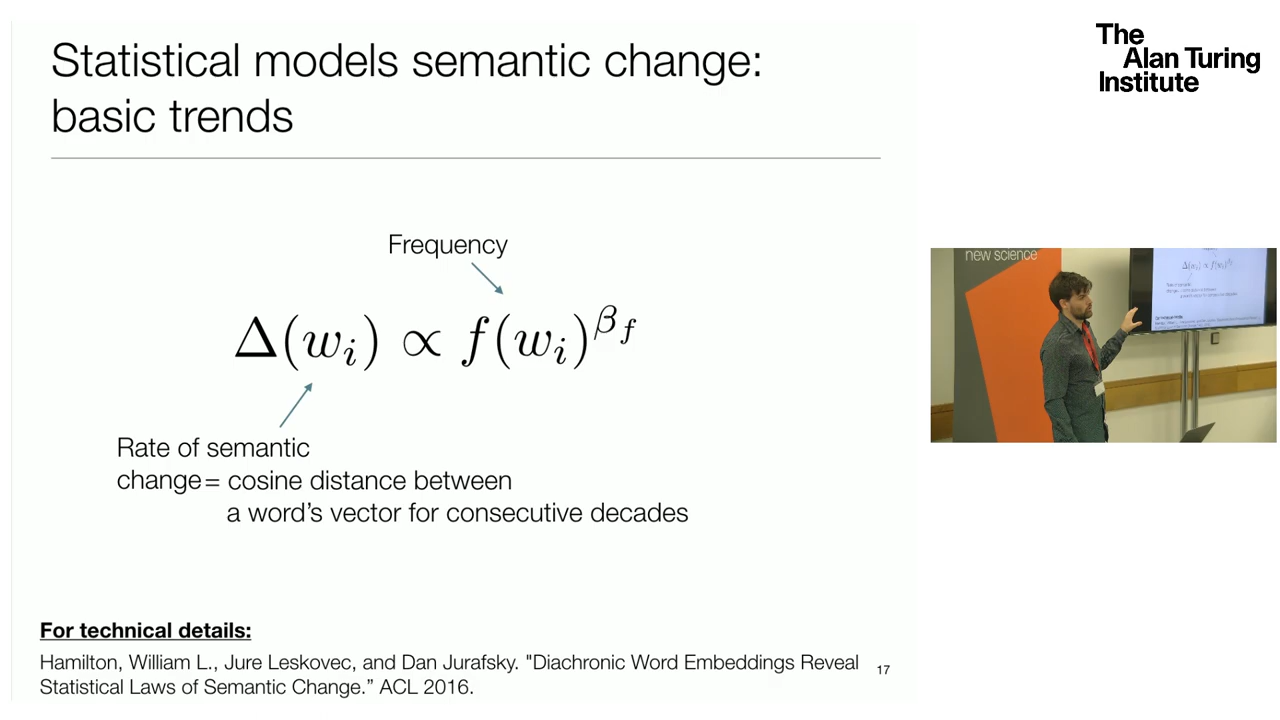 Statistical models semantic change:
basic trends
The
Alan Turing
Institute
Frequency
Δ(wᵢ) ∝ f(wᵢ)^βf
Rate of semantic
change = cosine distance between
a word's vector for consecutive decades
For technical details:
Hamilton, William L., Jure Leskovec, and Dan Jurafsky. "Diachronic Word Embeddings Reveal
Statistical Laws of Semantic Change.” ACL 2016.
17
new science